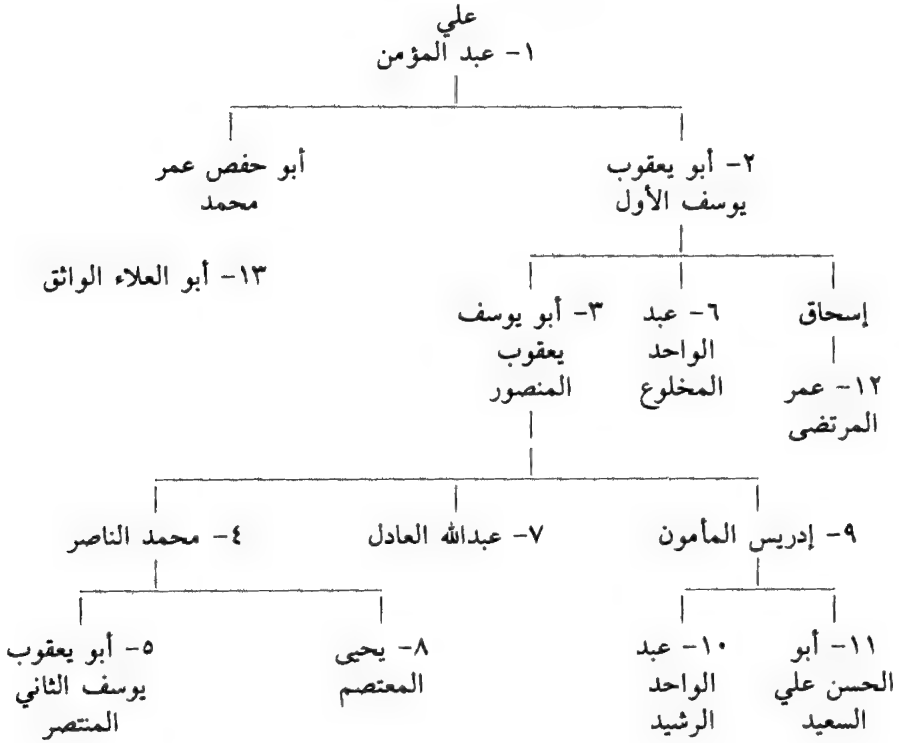 علي
١- عبد المؤمن
٢- أبو يعقوب
يوسف الأول
أبو حفص عمر
محمد
١٣- أبو العلاء الواثق
إسحاق
١٢- عمر
المرتضى
٦- عبد
الواحد
المخلوع
٣- أبو يوسف
يعقوب
المنصور
٩- إدريس المأمون
٧- عبدالله العادل
٤- محمد الناصر
١١- أبو
الحسن علي
السعيد
١٠- عبد
الواحد
الرشيد
٨- يحيى
المعتصم
٥- أبو يعقوب
يوسف الثاني
المنتصر